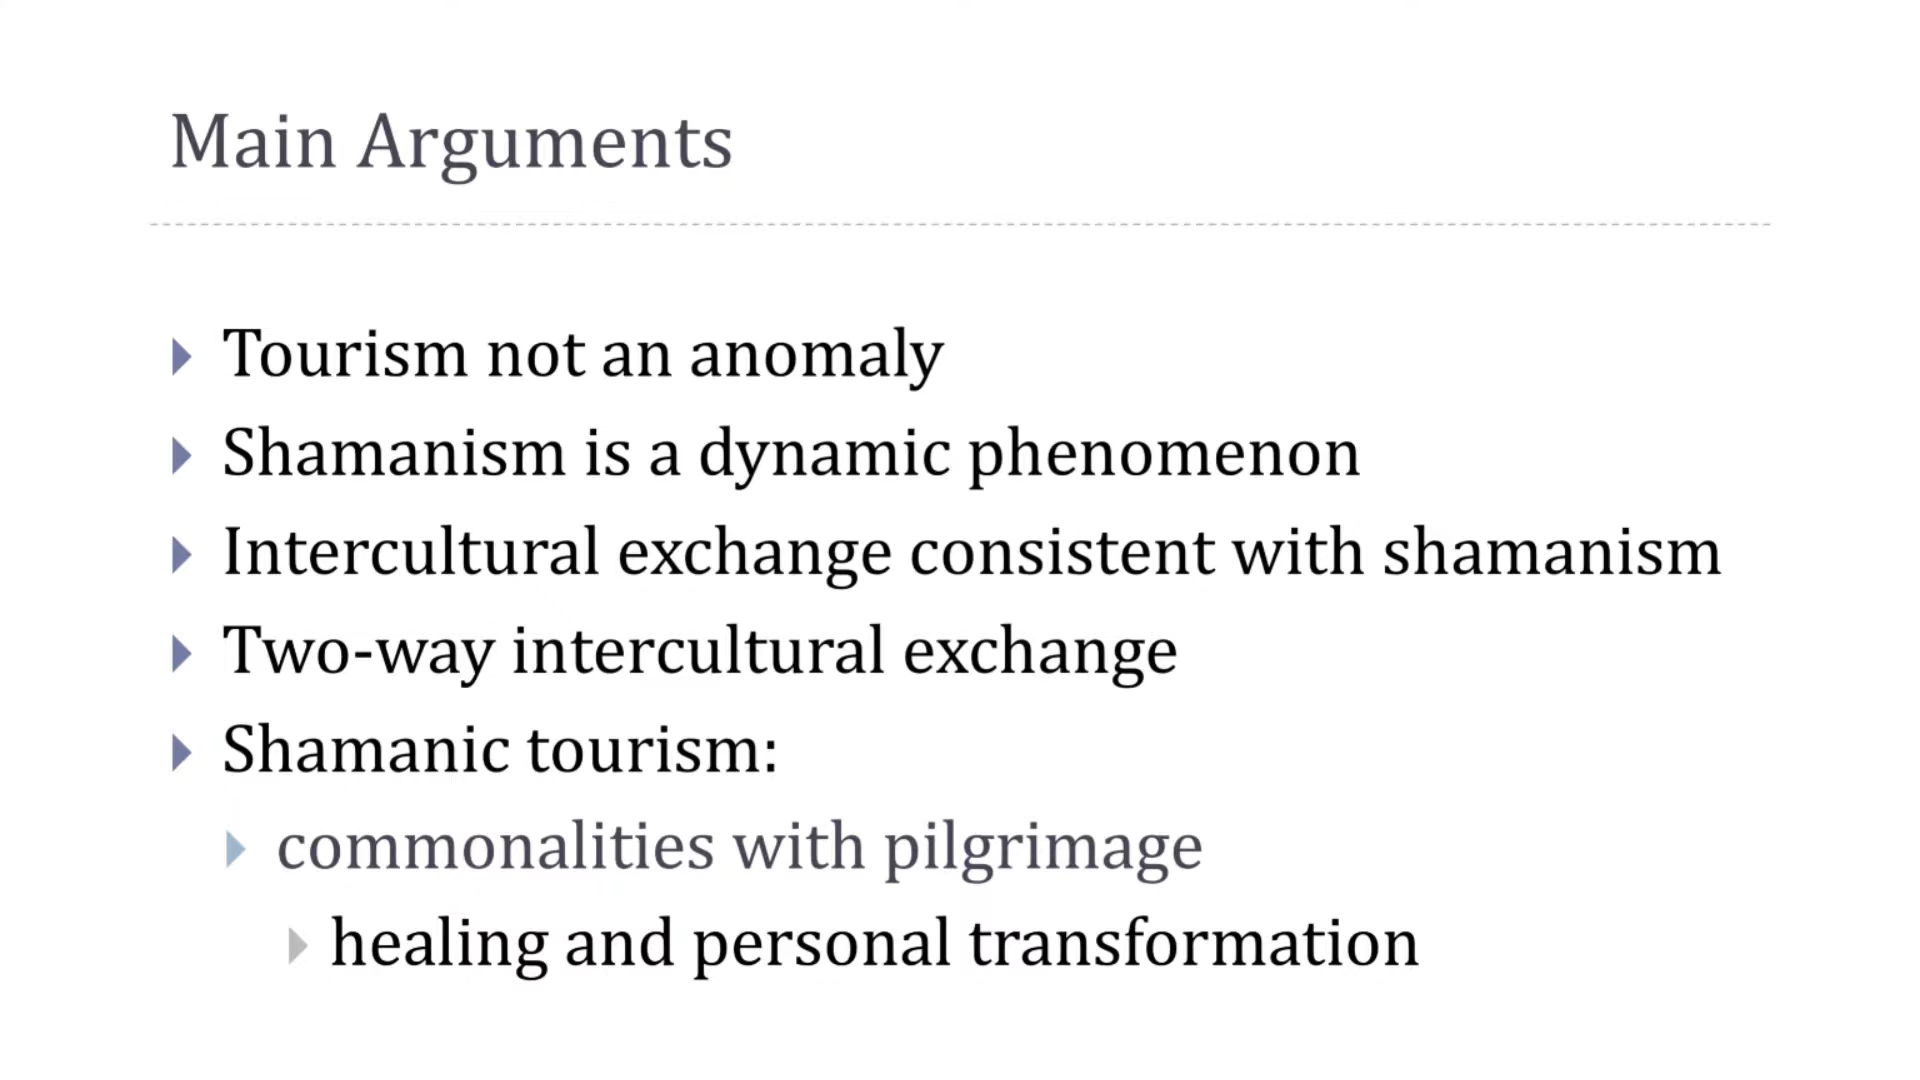 Main Arguments
Tourism not an anomaly
Shamanism is a dynamic phenomenon
Intercultural exchange consistent with shamanism
Two-way intercultural exchange
Shamanic tourism:
commonalities with pilgrimage
healing and personal transformation